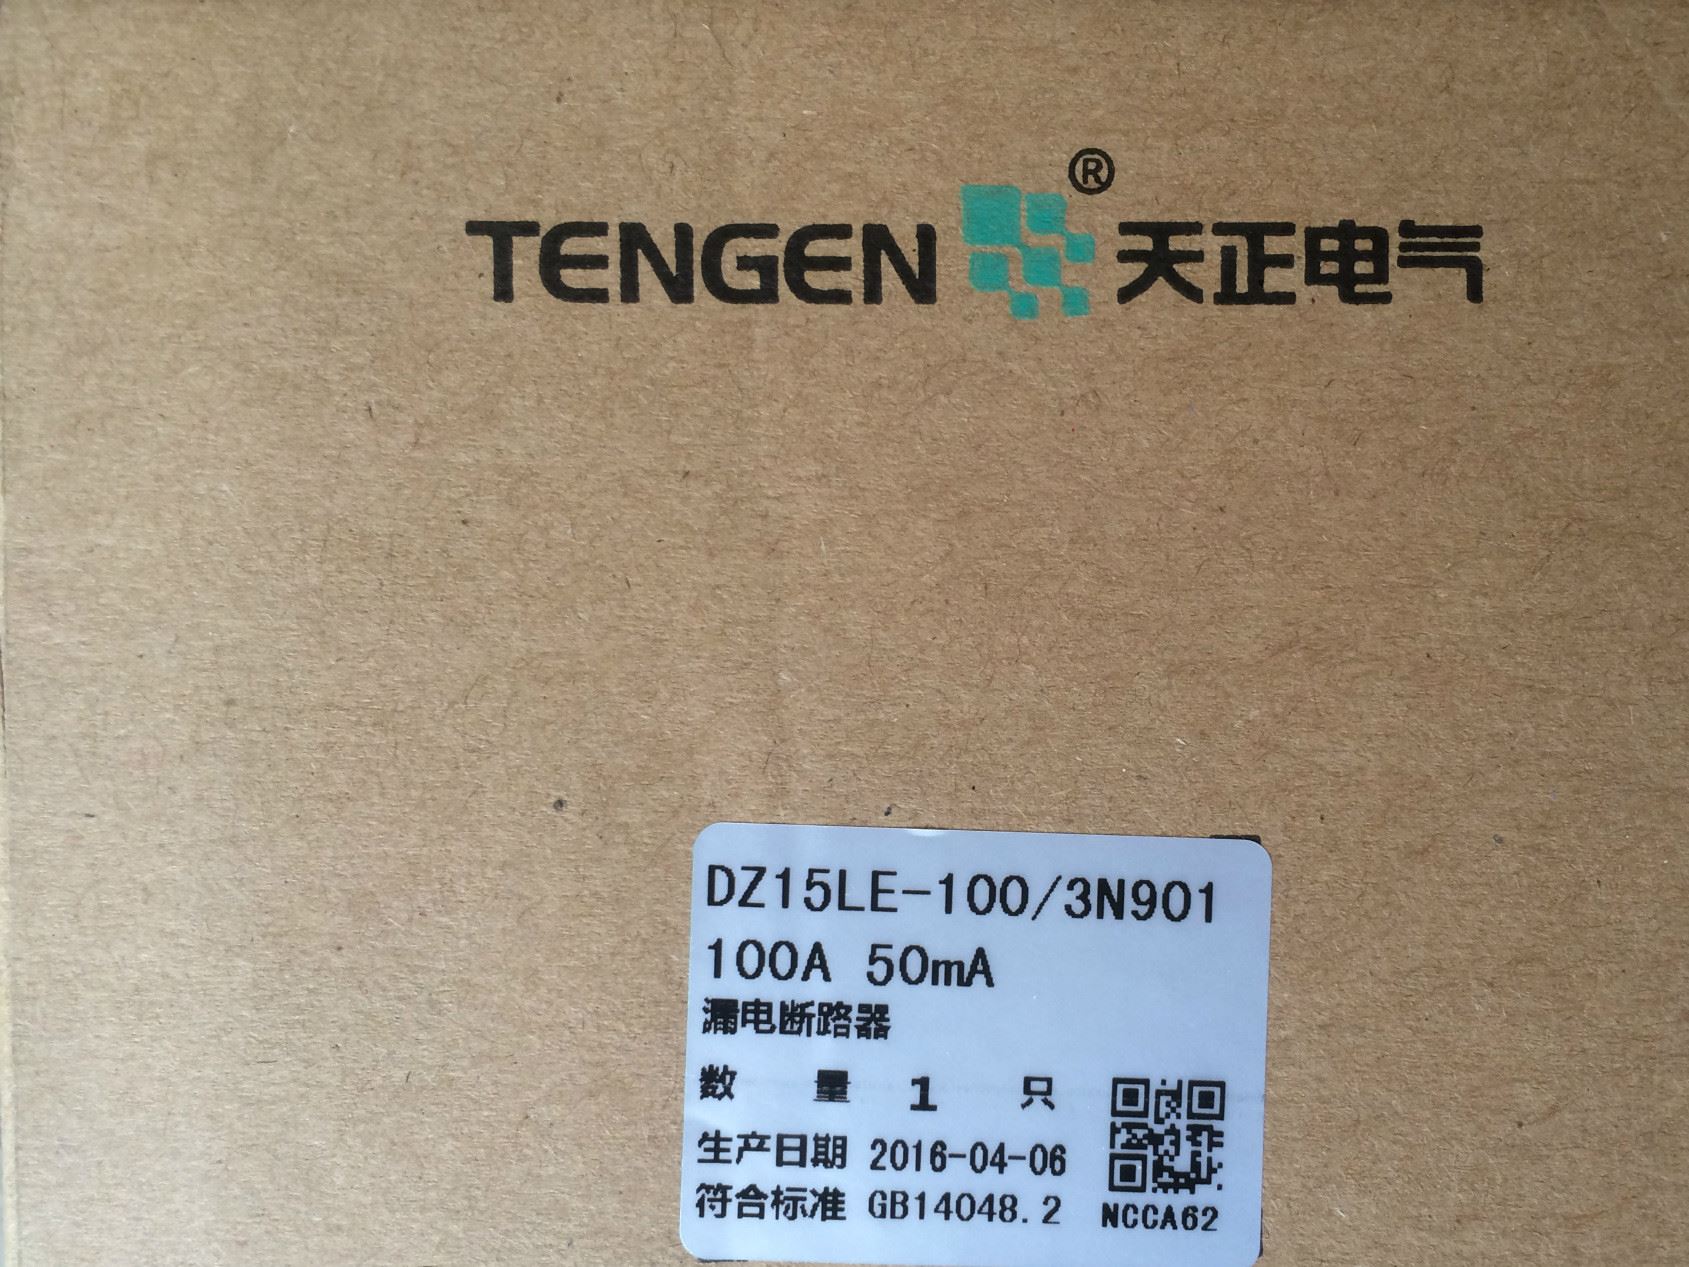 TENGEN ® 天正电气
DZ15LE-100/3N901
100A 50mA
漏电断路器
数 量 1 只
生产日期 2016-04-06
符合标准 GB14048.2
NCCA62